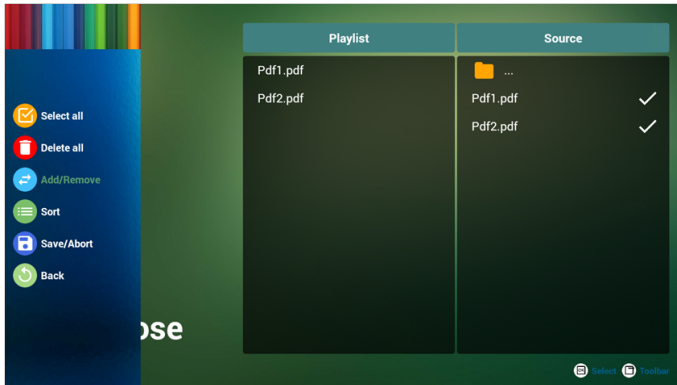 Playlist
Source
Pdf1.pdf
Pdf2.pdf
...
Pdf1.pdf
Pdf2.pdf
Select all
Delete all
Add/Remove
Sort
Save/Abort
Back
ose
Select
Toolbar